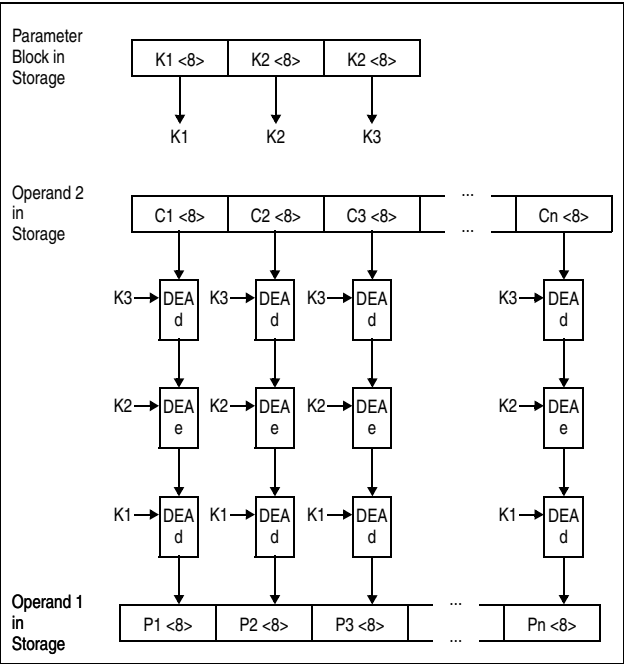 Parameter
Block in
Storage
K1 <8> K2 <8> K2 <8>
K1 K2 K3
Operand 2
in
Storage
...
C1 <8> C2 <8> C3 <8> Cn <8>
...
K3 DEA K3 DEA K3 DEA K3 DEA
d d d d
K2 DEA K2 DEA K2 DEA K2 DEA
e e e e
K1 DEA K1 DEA K1 DEA K1 DEA
d d d d
Operand 1
in
Storage
...
P1 <8> P2 <8> P3 <8> Pn <8>
...